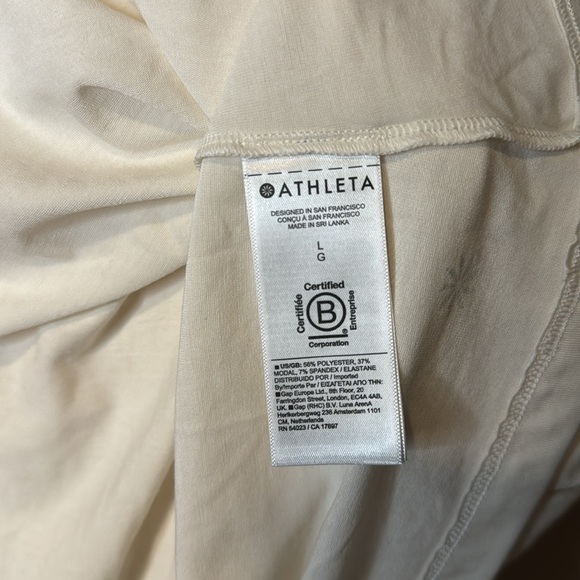 ATHLETA
DESIGNED IN SAN FRANCISCO
CONÇU À SAN FRANCISCO
MADE IN SRI LANKA
L
G
Certified
Certifiée
B
Entreprise
Corporation
US/GB: 56% POLYESTER, 37%
MODAL, 7% SPANDEX / ELASTANE
DISTRIBUIDO POR / Imported
By/Importe Par / ΕΙΣΑΓΕΤΑΙ ΑΠΟ ΤΗΝ:
Gap Europe Ltd., 8th Floor, 20
Farringdon Street, London, EC4A 4AB,
UK, Gap (RHC) B.V. Luna ArenA
Herikerbergweg 238 Amsterdam 1101
CM, Netherlands
RN 54023 / CA 17897